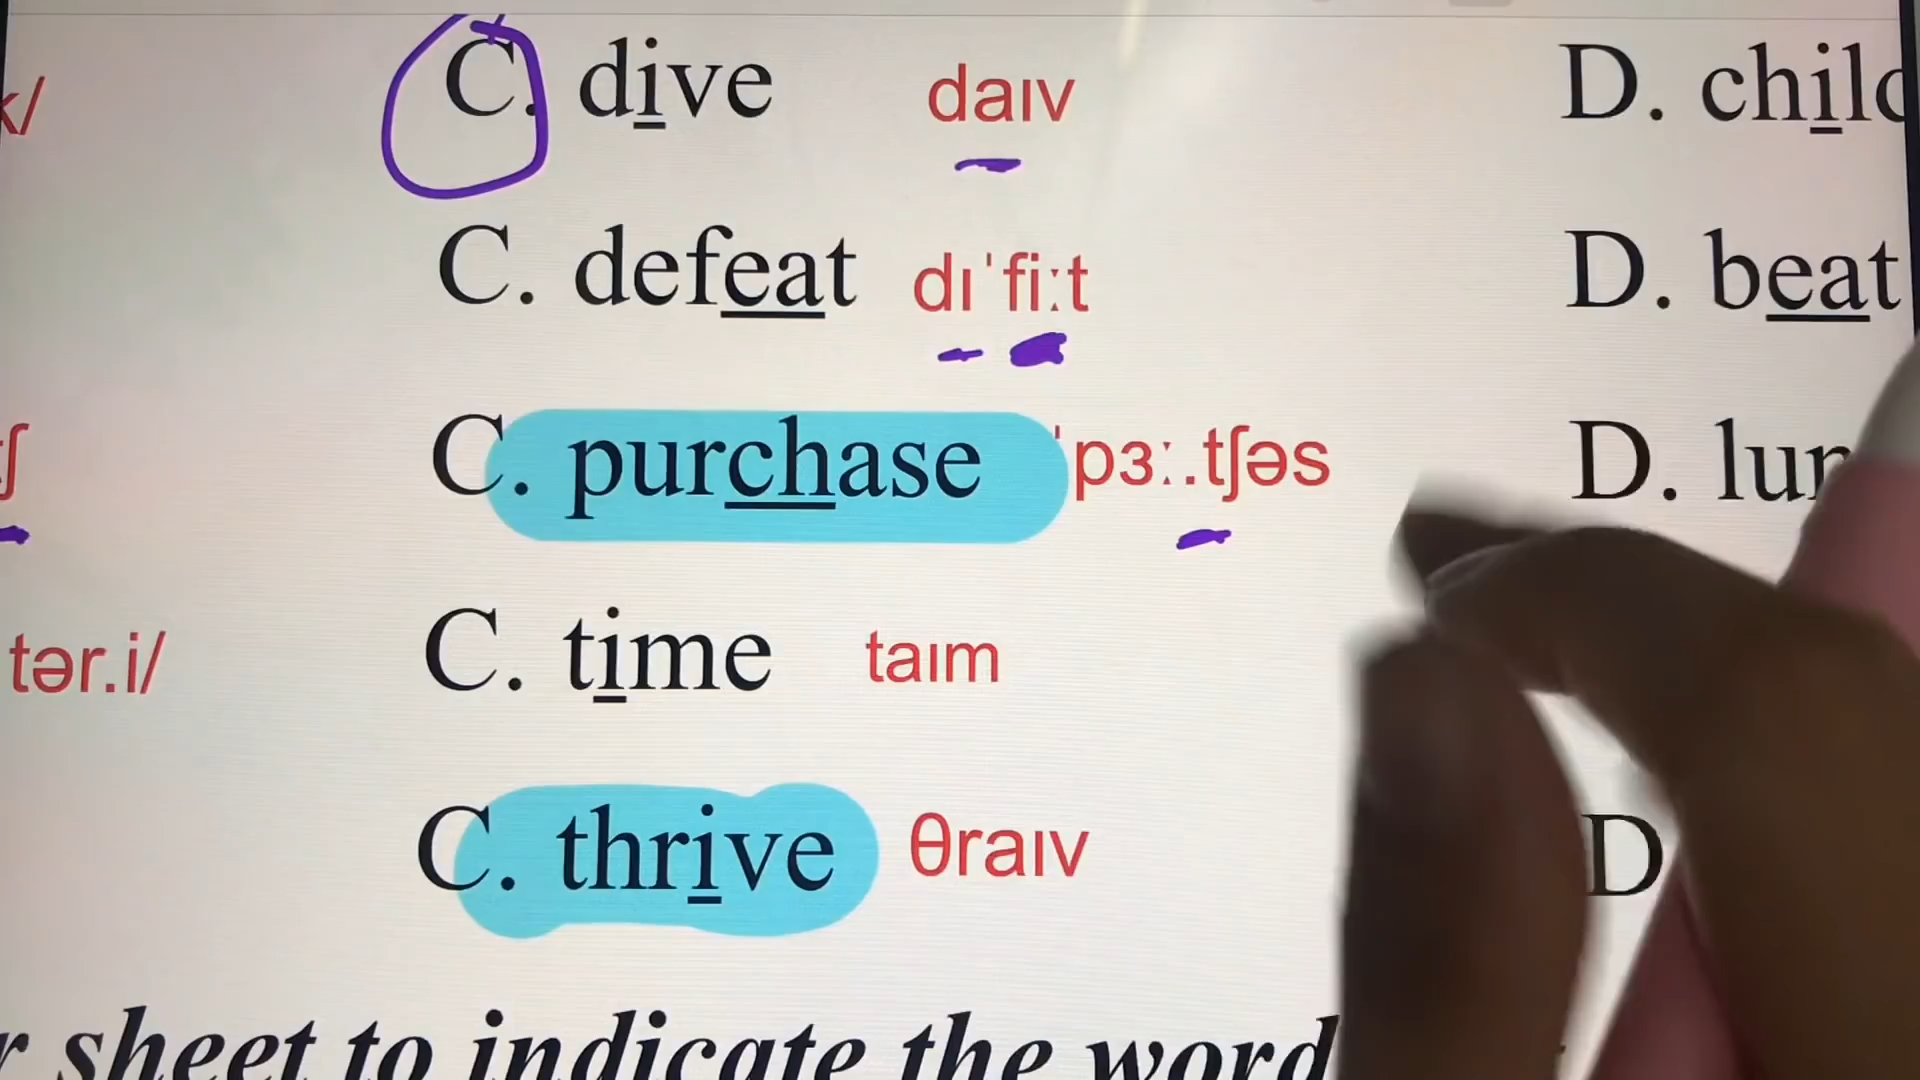 k/ C. dive daɪv D. chil
C. defeat dɪˈfiːt D. beat
tʃ C. purchase ˈpɜː.tʃəs D. lu
tər.i/ C. time taɪm
C. thrive θraɪv D
r sheet to indicate the word